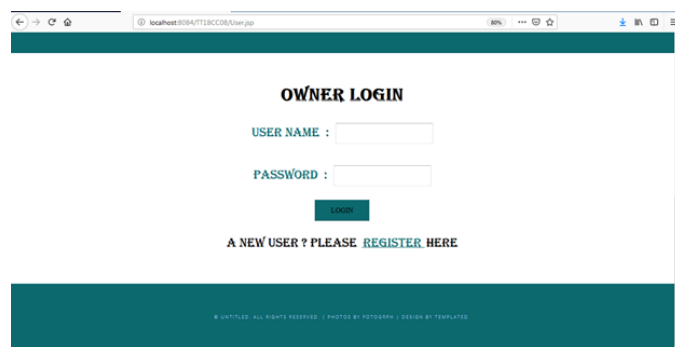 localhost:8084/TT18CC08/User.jsp 80%
OWNER LOGIN
USER NAME :
PASSWORD :
LOGIN
A NEW USER ? PLEASE REGISTER HERE
© UNTITLED. ALL RIGHTS RESERVED. | PHOTOS BY FOTOGRPH | DESIGN BY TEMPLATED.